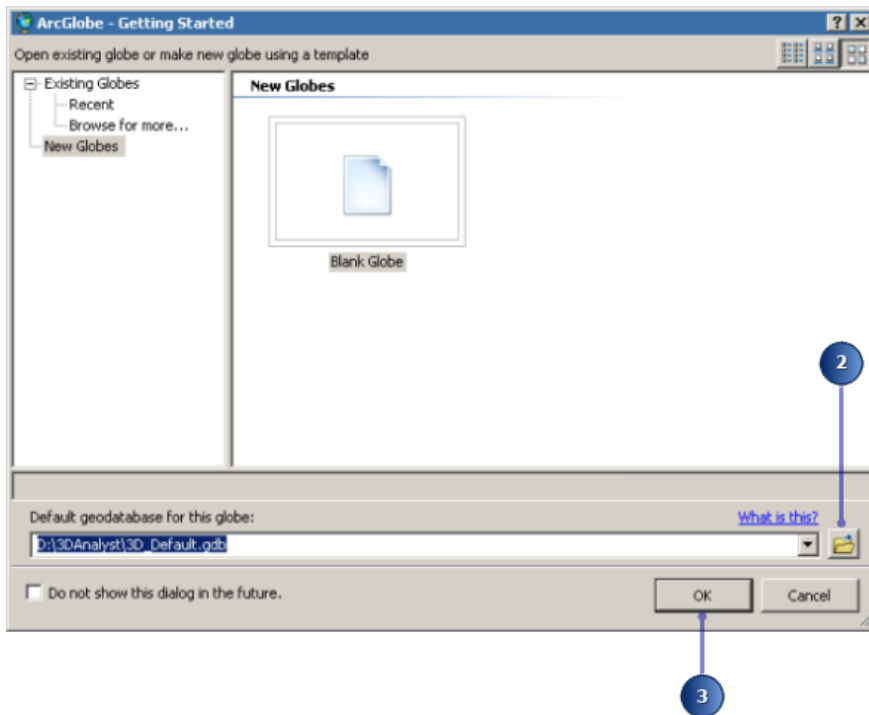 ArcGlobe - Getting Started
Open existing globe or make new globe using a template
Existing Globes
Recent
Browse for more...
New Globes
New Globes
Blank Globe
2
Default geodatabase for this globe:
What is this?
D:\3DAnalyst\3D_Default.gdb
Do not show this dialog in the future.
OK
Cancel
3